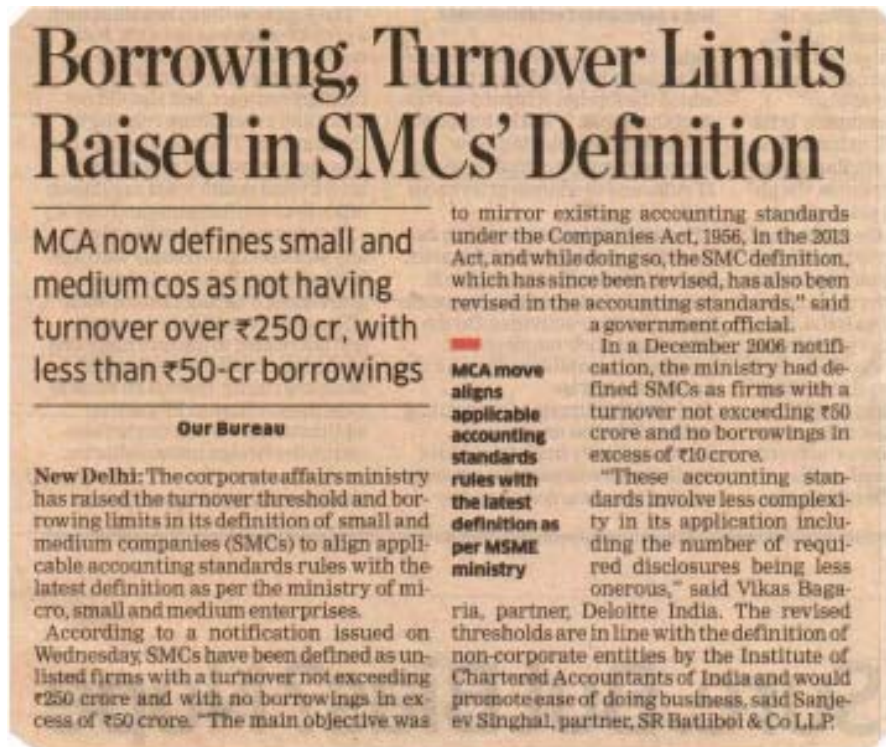 Borrowing, Turnover Limits
Raised in SMCs' Definition
MCA now defines small and
medium cos as not having
turnover over ₹250 cr, with
less than ₹50-cr borrowings
Our Bureau
New Delhi: The corporate affairs ministry
has raised the turnover threshold and bor-
rowing limits in its definition of small and
medium companies (SMCs) to align appli-
cable accounting standards rules with the
latest definition as per the ministry of mi-
cro, small and medium enterprises.
According to a notification issued on
Wednesday, SMCs have been defined as un-
listed firms with a turnover not exceeding
₹250 crore and with no borrowings in ex-
cess of ₹50 crore. "The main objective was
to mirror existing accounting standards
under the Companies Act, 1956, in the 2013
Act, and while doing so, the SMC definition,
which has since been revised, has also been
revised in the accounting standards," said
a government official.
In a December 2006 notifi-
cation, the ministry had de-
fined SMCs as firms with a
turnover not exceeding ₹50
crore and no borrowings in
excess of ₹10 crore.
"These accounting stan-
dards involve less complexi-
ty in its application inclu-
ding the number of requi-
red disclosures being less
onerous," said Vikas Baga-
ria, partner, Deloitte India. The revised
thresholds are in line with the definition of
non-corporate entities by the Institute of
Chartered Accountants of India and would
promote ease of doing business, said Sanje-
ev Singhal, partner, SR Batliboi & Co LLP.
MCA move
aligns
applicable
accounting
standards
rules with
the latest
definition as
per MSME
ministry